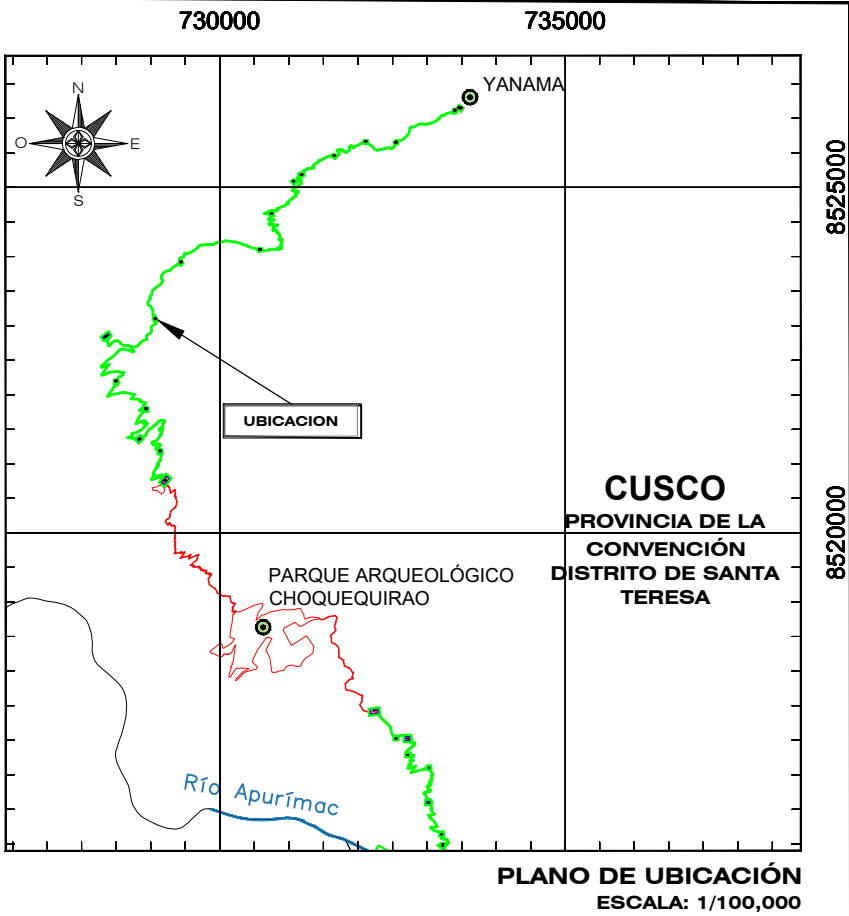 730000
735000
YANAMA
N
O
E
S
8525000
UBICACION
CUSCO
PROVINCIA DE LA
CONVENCIÓN
DISTRITO DE SANTA
TERESA
8520000
PARQUE ARQUEOLÓGICO
CHOQUEQUIRAO
Río Apurímac
PLANO DE UBICACIÓN
ESCALA: 1/100,000